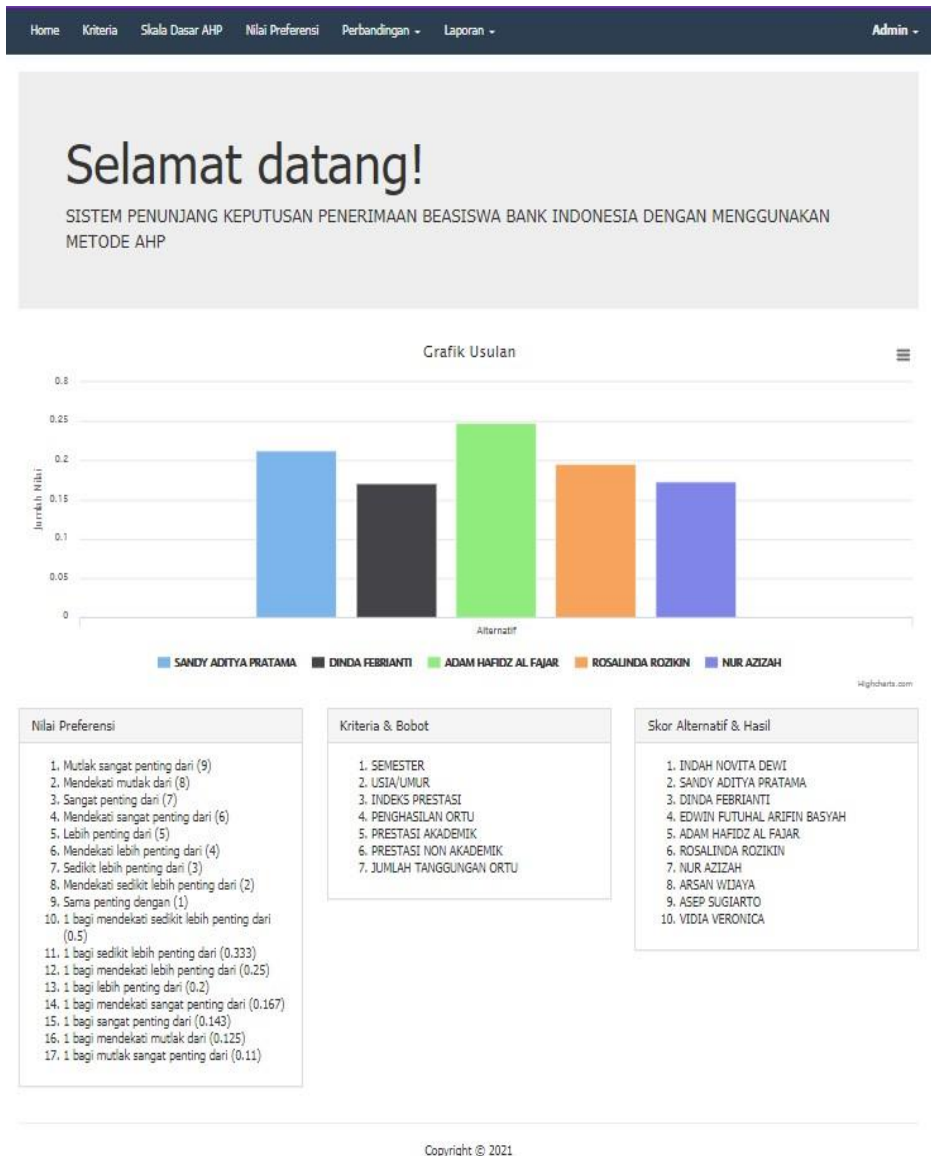 Home Kriteria Skala Dasar AHP Nilai Preferensi Perbandingan Laporan Admin
Selamat datang!
SISTEM PENUNJANG KEPUTUSAN PENERIMAAN BEASISWA BANK INDONESIA DENGAN MENGGUNAKAN
METODE AHP
Grafik Usulan
0.3
0.25
0.2
0.15
0.1
0.05
0
Jumlah Nilai
Alternatif
SANDY ADITYA PRATAMA DINDA FEBRIANTI ADAM HAFIDZ AL FAJAR ROSALINDA ROZIKIN NUR AZIZAH
Highcharts.com
Nilai Preferensi
1. Mutlak sangat penting dari (9)
2. Mendekati mutlak dari (8)
3. Sangat penting dari (7)
4. Mendekati sangat penting dari (6)
5. Lebih penting dari (5)
6. Mendekati lebih penting dari (4)
7. Sedikit lebih penting dari (3)
8. Mendekati sedikit lebih penting dari (2)
9. Sama penting dengan (1)
10. 1 bagi mendekati sedikit lebih penting dari
(0.5)
11. 1 bagi sedikit lebih penting dari (0.333)
12. 1 bagi mendekati lebih penting dari (0.25)
13. 1 bagi lebih penting dari (0.2)
14. 1 bagi mendekati sangat penting dari (0.167)
15. 1 bagi sangat penting dari (0.143)
16. 1 bagi mendekati mutlak dari (0.125)
17. 1 bagi mutlak sangat penting dari (0.11)
Kriteria & Bobot
1. SEMESTER
2. USIA/UMUR
3. INDEKS PRESTASI
4. PENGHASILAN ORTU
5. PRESTASI AKADEMIK
6. PRESTASI NON AKADEMIK
7. JUMLAH TANGGUNGAN ORTU
Skor Alternatif & Hasil
1. INDAH NOVITA DEWI
2. SANDY ADITYA PRATAMA
3. DINDA FEBRIANTI
4. EDWIN FUTUHAL ARIFIN BASYAH
5. ADAM HAFIDZ AL FAJAR
6. ROSALINDA ROZIKIN
7. NUR AZIZAH
8. ARSAN WIJAYA
9. ASEP SUGIARTO
10. VIDIA VERONICA
Copyright © 2021